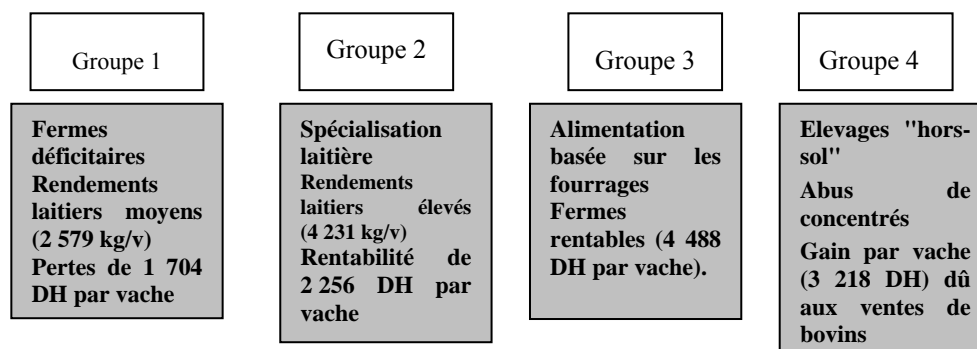 Groupe 1
Fermes
déficitaires
Rendements
laitiers moyens
(2 579 kg/v)
Pertes de 1 704
DH par vache
Groupe 2
Spécialisation
laitière
Rendements
laitiers élevés
(4 231 kg/v)
Rentabilité de
2 256 DH par
vache
Groupe 3
Alimentation
basée sur les
fourrages
Fermes
rentables (4 488
DH par vache).
Groupe 4
Elevages "hors-
sol"
Abus de
concentrés
Gain par vache
(3 218 DH) dû
aux ventes de
bovins